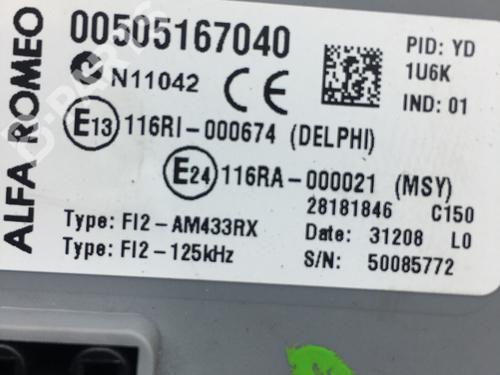 ALFA ROMEO
00505167040
PID: YD
1U6K
N11042
CE
IND: 01
E13 116RI-000674 (DELPHI)
E24 116RA-000021 (MSY)
28181846 C150
Type: FI2-AM433RX
Date: 31208 L0
Type: FI2-125kHz
S/N: 50085772